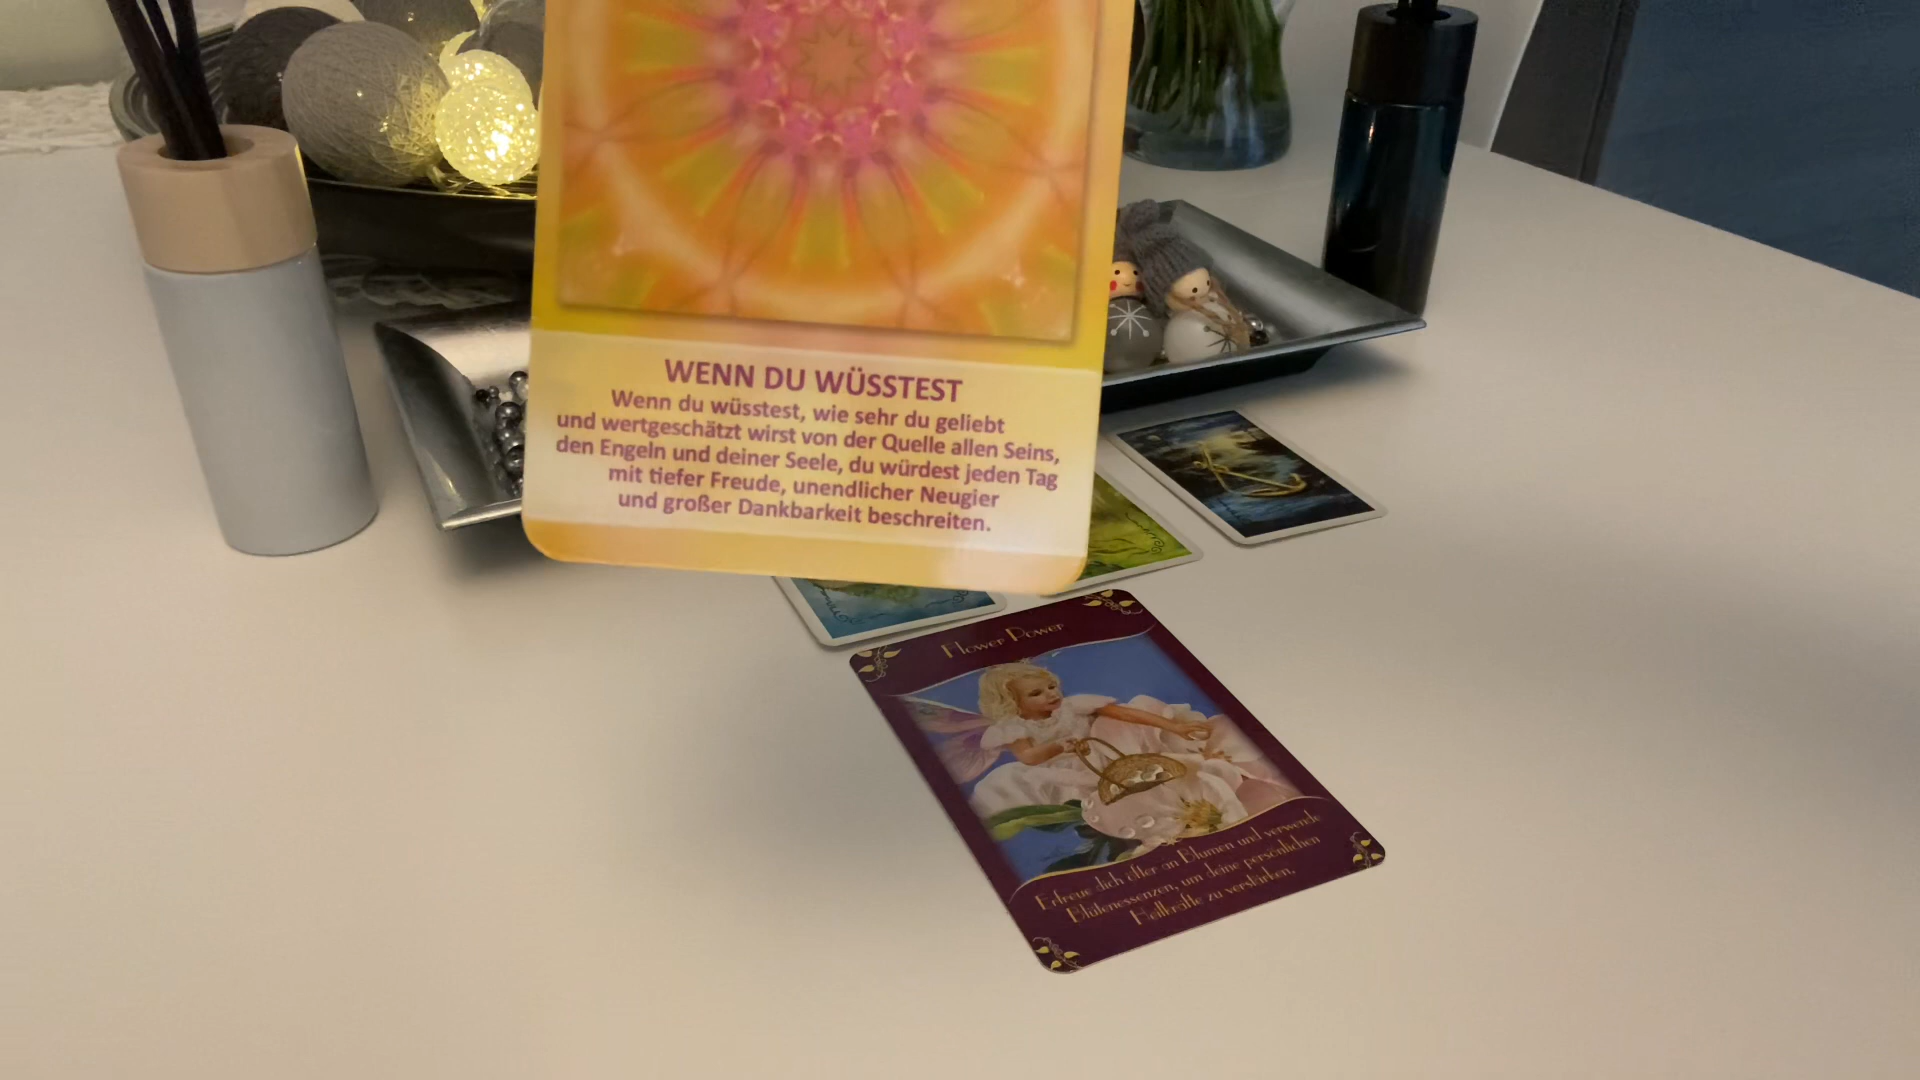 WENN DU WÜSSTEST
Wenn du wüsstest, wie sehr du geliebt
und wertgeschätzt wirst von der Quelle allen Seins,
den Engeln und deiner Seele, du würdest jeden Tag
mit tiefer Freude, unendlicher Neugier
und großer Dankbarkeit beschreiten.
Flower Power
Erfreue dich öfter an Blumen und verwende
Blütenessenzen, um deine persönlichen
Heilkräfte zu verstärken.